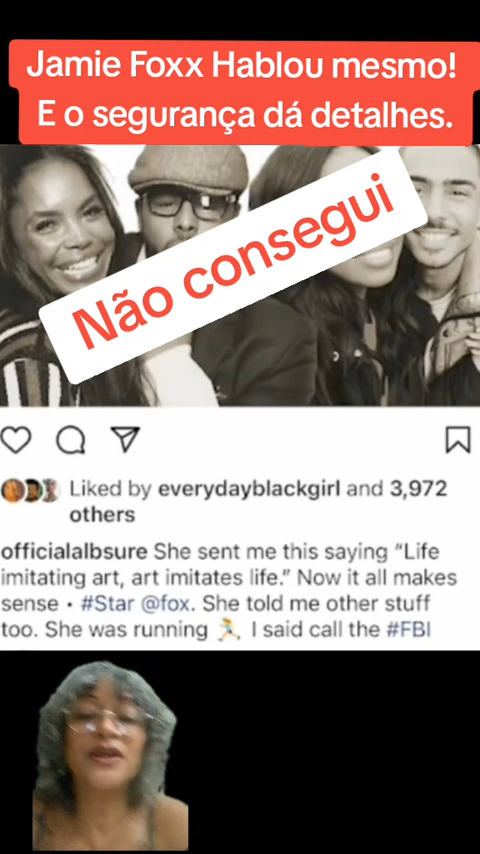 Jamie Foxx Hablou mesmo!
E o segurança dá detalhes.
Não consegui
Liked by everydayblackgirl and 3,972
others
officialalbsure She sent me this saying “Life
imitating art, art imitates life.” Now it all makes
sense • #Star @fox. She told me other stuff
too. She was running 🏃 I said call the #FBI